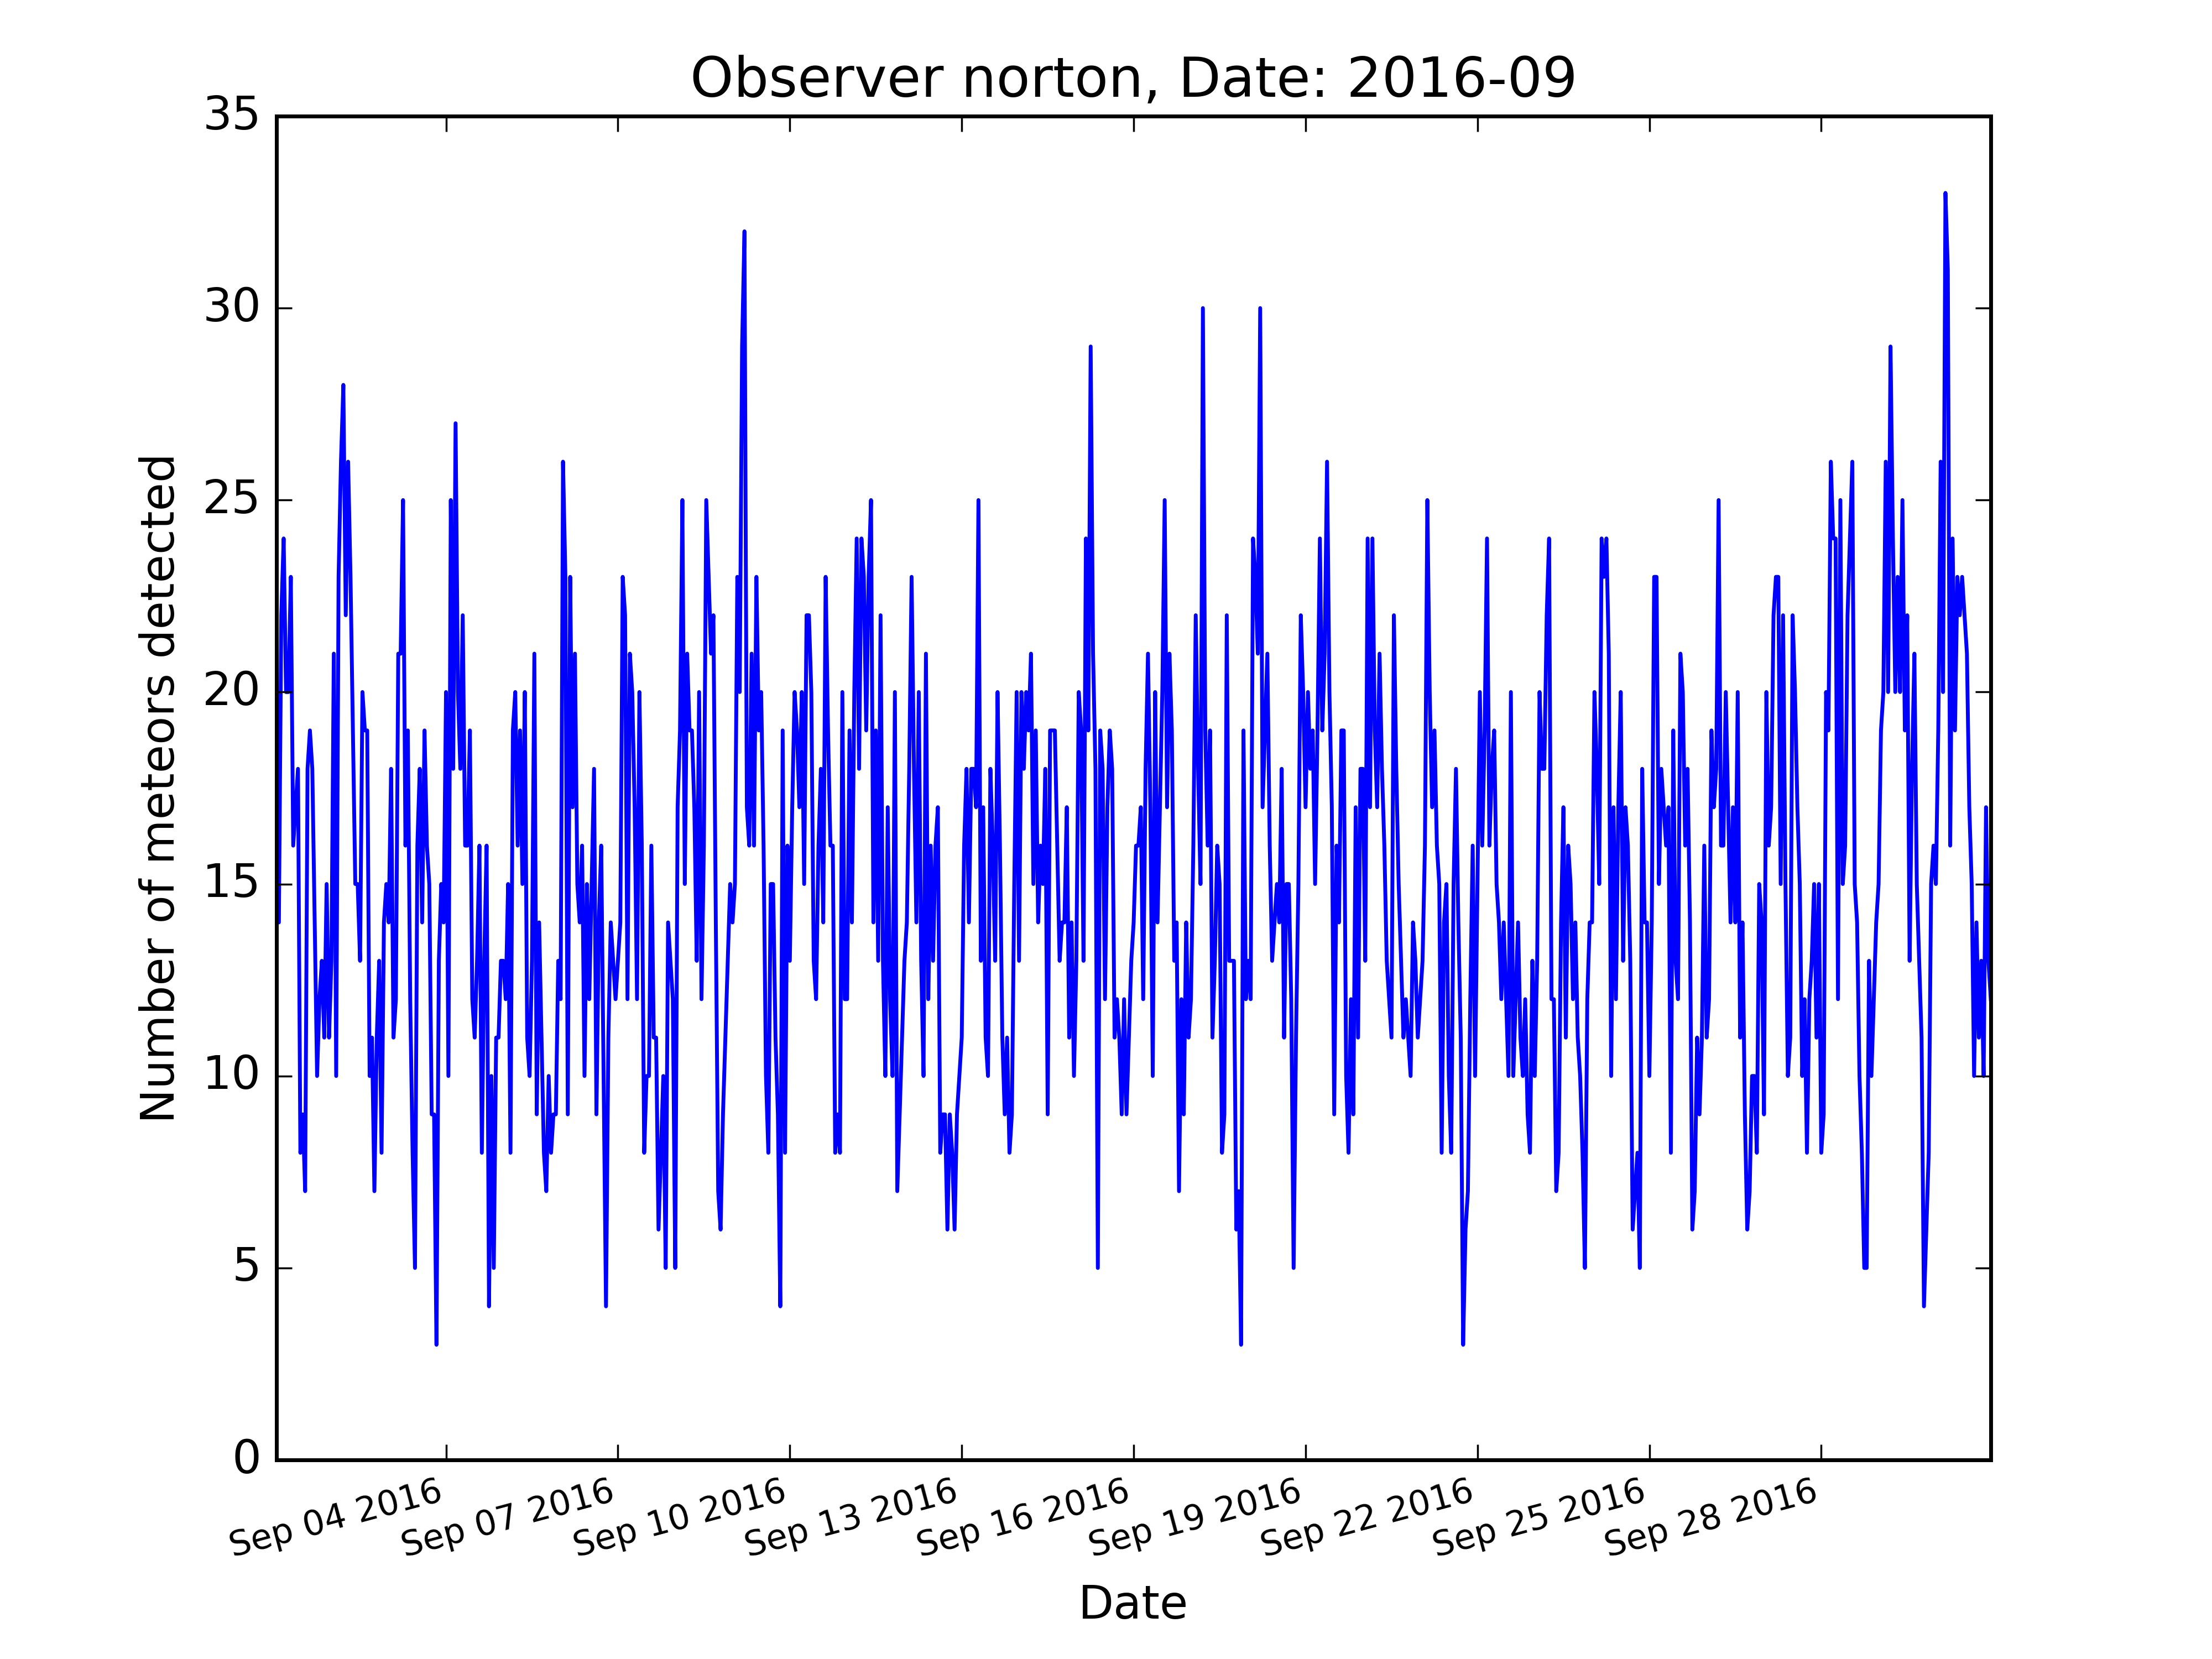 Observer norton, Date: 2016-09
Number of meteors detected
35
30
25
20
15
10
5
0
Sep 04 2016
Sep 07 2016
Sep 10 2016
Sep 13 2016
Sep 16 2016
Sep 19 2016
Sep 22 2016
Sep 25 2016
Sep 28 2016
Date